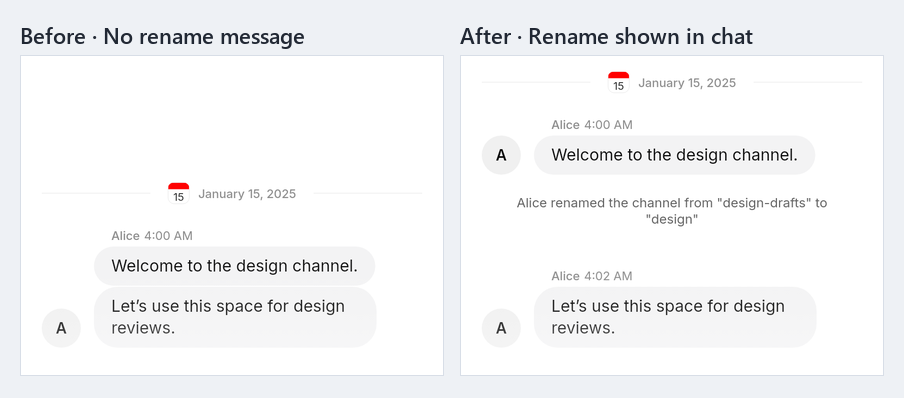 Before · No rename message
15
January 15, 2025
Alice 4:00 AM
Welcome to the design channel.
Let’s use this space for design
reviews.
A
After · Rename shown in chat
15
January 15, 2025
Alice 4:00 AM
A
Welcome to the design channel.
Alice renamed the channel from "design-drafts" to
"design"
Alice 4:02 AM
Let’s use this space for design
reviews.
A